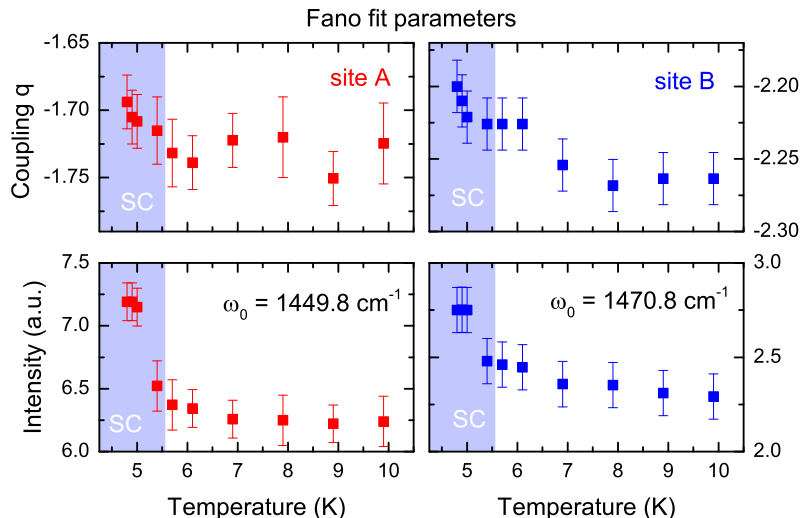 Fano fit parameters
-1.65
-1.70
-1.75
Coupling q
site A
SC
site B
SC
-2.20
-2.25
-2.30
7.5
7.0
6.5
6.0
Intensity (a.u.)
ω0 = 1449.8 cm-1
SC
ω0 = 1470.8 cm-1
SC
3.0
2.5
2.0
5 6 7 8 9 10
5 6 7 8 9 10
Temperature (K)
Temperature (K)